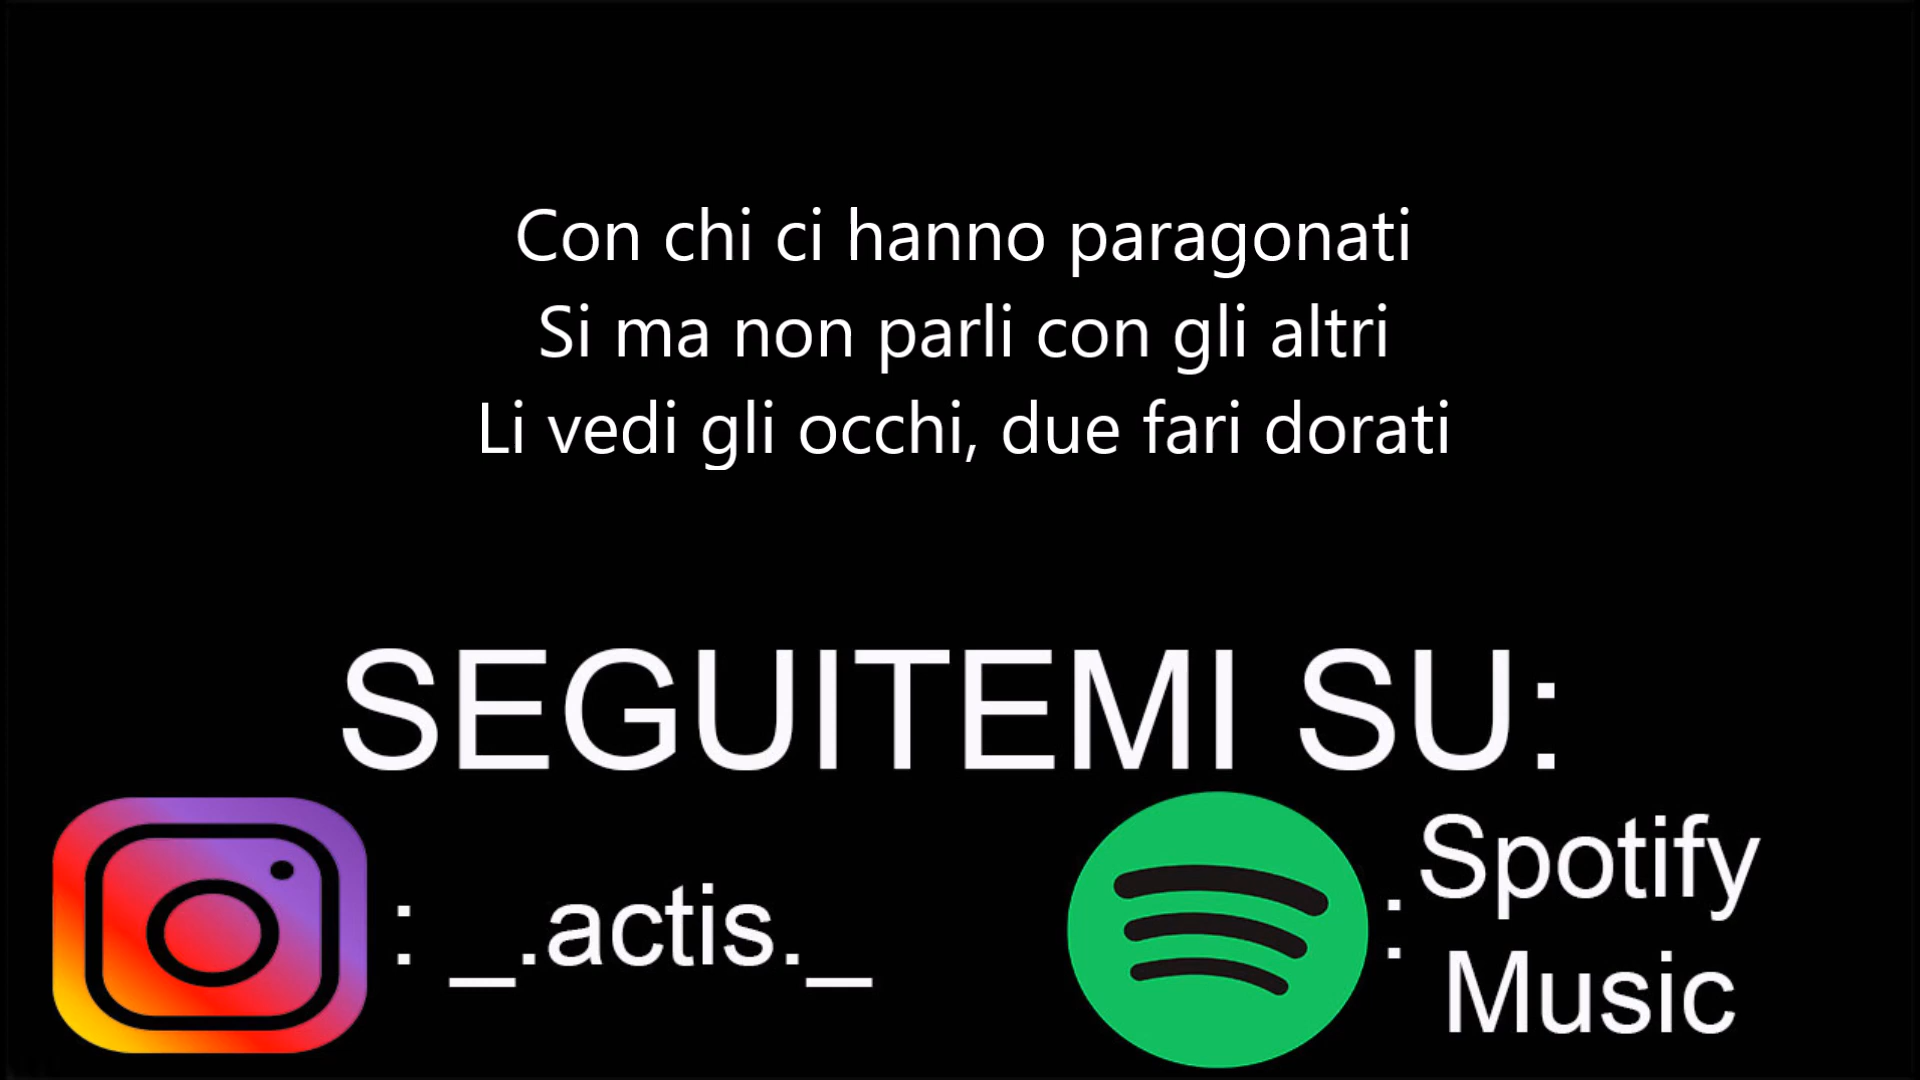 Con chi ci hanno paragonati
Si ma non parli con gli altri
Li vedi gli occhi, due fari dorati
SEGUITEMI SU:
: _.actis._
: Spotify
Music